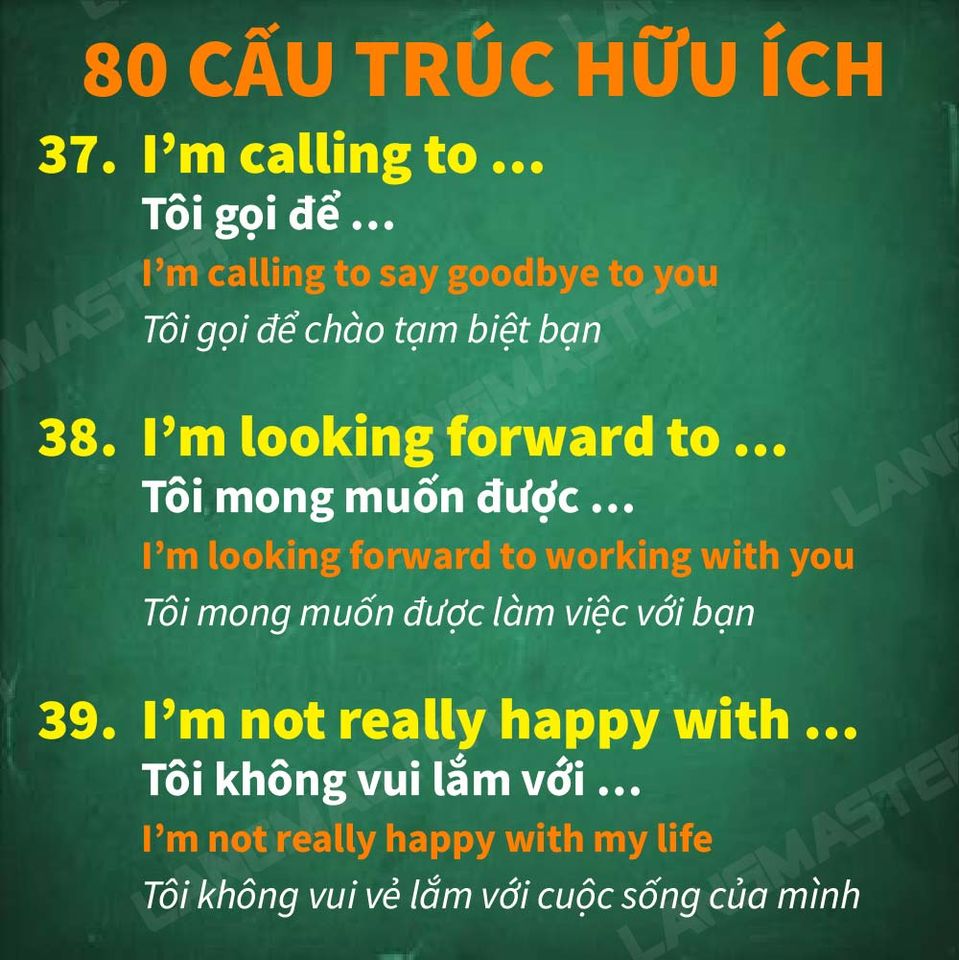 80 CẤU TRÚC HỮU ÍCH
37. I’m calling to ...
Tôi gọi để ...
I’m calling to say goodbye to you
Tôi gọi để chào tạm biệt bạn
38. I’m looking forward to ...
Tôi mong muốn được ...
I’m looking forward to working with you
Tôi mong muốn được làm việc với bạn
39. I’m not really happy with ...
Tôi không vui lắm với ...
I’m not really happy with my life
Tôi không vui vẻ lắm với cuộc sống của mình
LANGMASTER